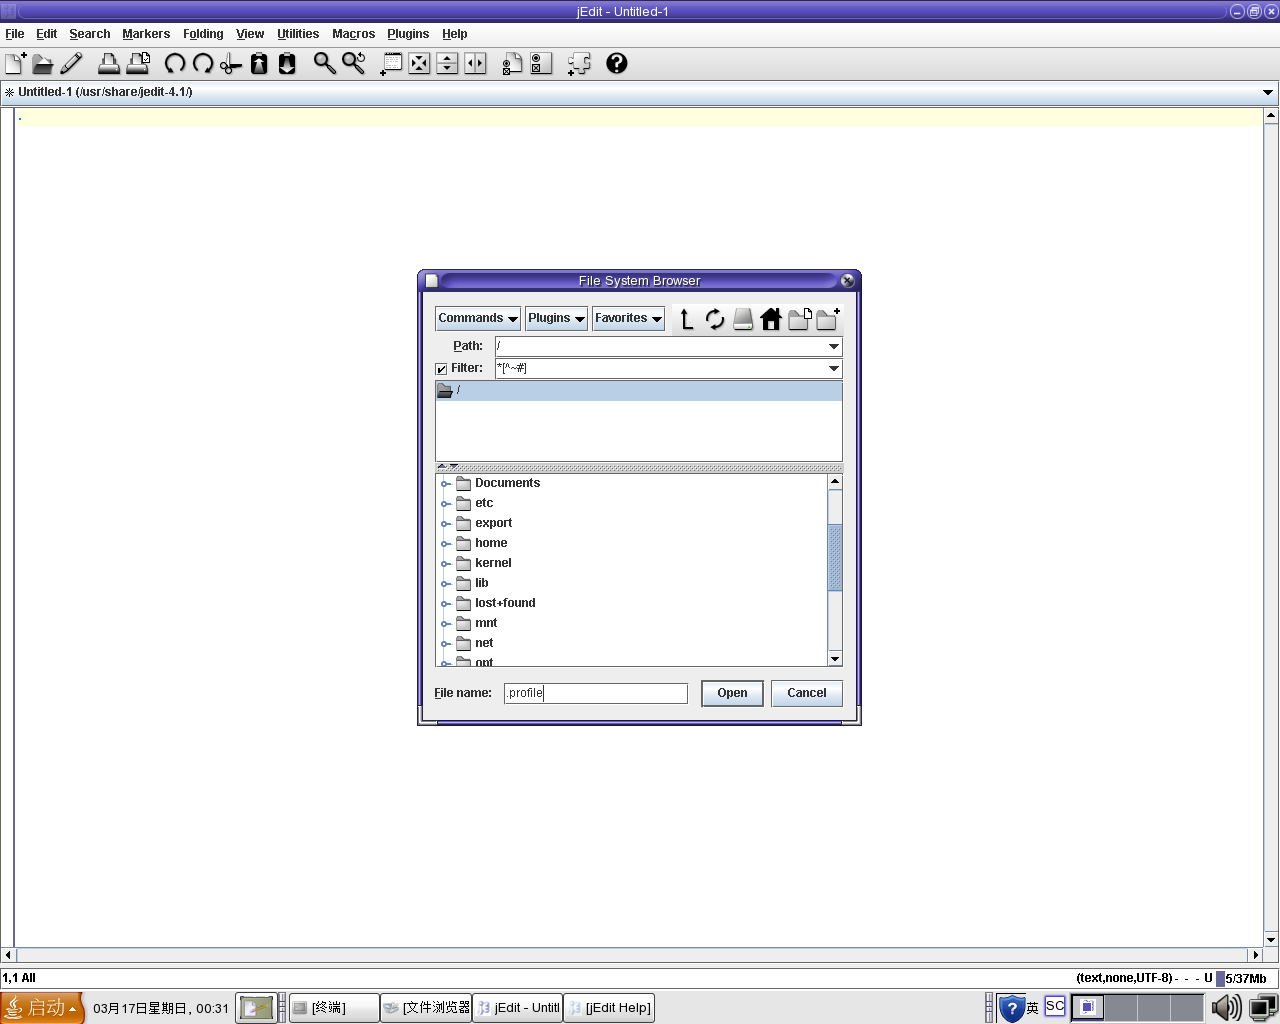 jEdit - Untitled-1
File Edit Search Markers Folding View Utilities Macros Plugins Help
Untitled-1 (/usr/share/jedit-4.1/)
File System Browser
Commands Plugins Favorites
Path: /
Filter: *[^~#]
/
Documents
etc
export
home
kernel
lib
lost+found
mnt
net
opt
File name: .profile Open Cancel
1,1 All (text,none,UTF-8) - - - U 5/37Mb
启动 03月17日星期日, 00:31 [终端] [文件浏览器 jEdit - Untitl [jEdit Help] 英 SC